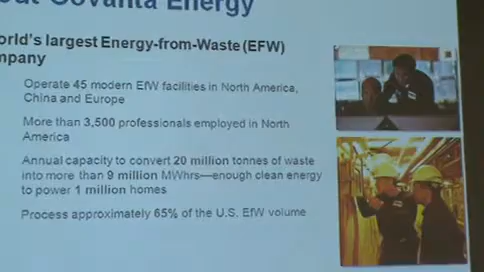 out Covanta Energy
orld's largest Energy-from-Waste (EFW)
mpany
Operate 45 modern EfW facilities in North America,
China and Europe
More than 3,500 professionals employed in North
America
Annual capacity to convert 20 million tonnes of waste
into more than 9 million MWhrs—enough clean energy
to power 1 million homes
Process approximately 65% of the U.S. EfW volume